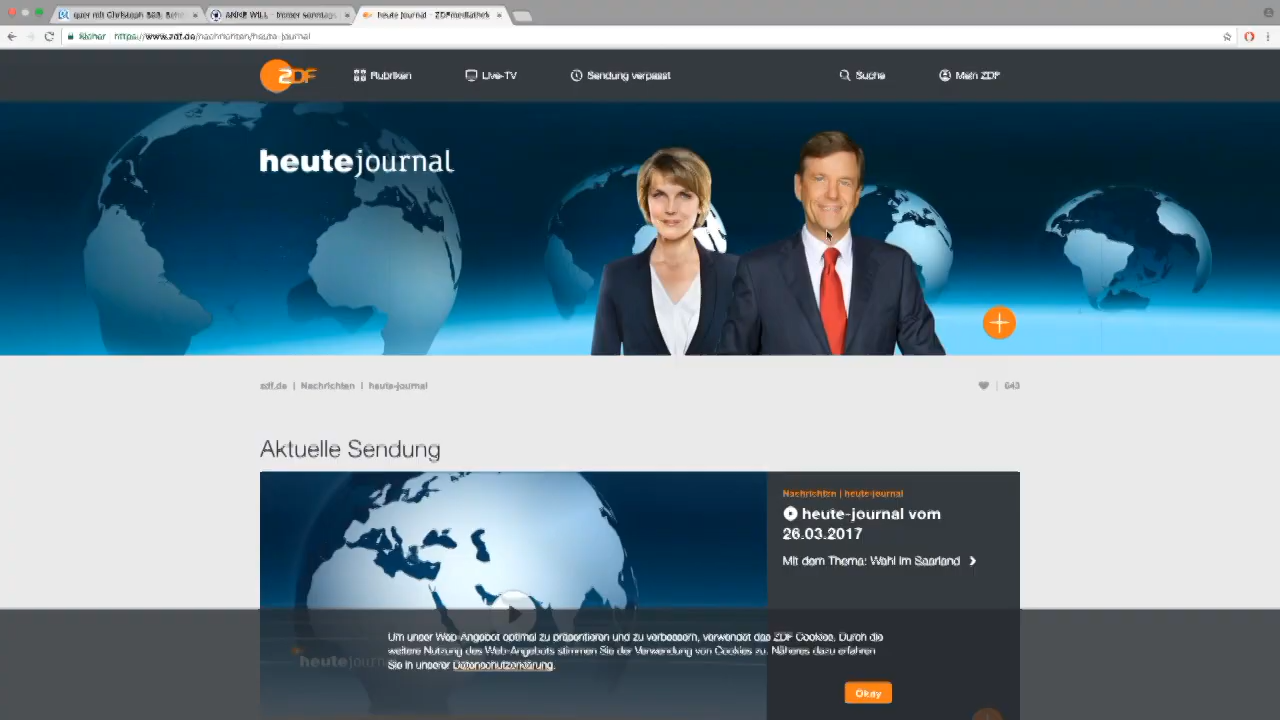 quer mit Christoph Süß, Behr
ANNE WILL - Immer sonntags
heute journal - ZDFmediathek
Sicher https://www.zdf.de/nachrichten/heute-journal
ZDF
Rubriken
Live-TV
Sendung verpasst
Suche
Mein ZDF
heutejournal
zdf.de | Nachrichten | heute-journal
643
Aktuelle Sendung
Nachrichten | heute-journal
heute-journal vom
26.03.2017
Mit dem Thema: Wahl im Saarland
Um unser Web-Angebot optimal zu präsentieren und zu verbessern, verwendet das ZDF Cookies. Durch die
weitere Nutzung des Web-Angebots stimmen Sie der Verwendung von Cookies zu. Näheres dazu erfahren
Sie in unserer Datenschutzerklärung.
heutejourn
Okay